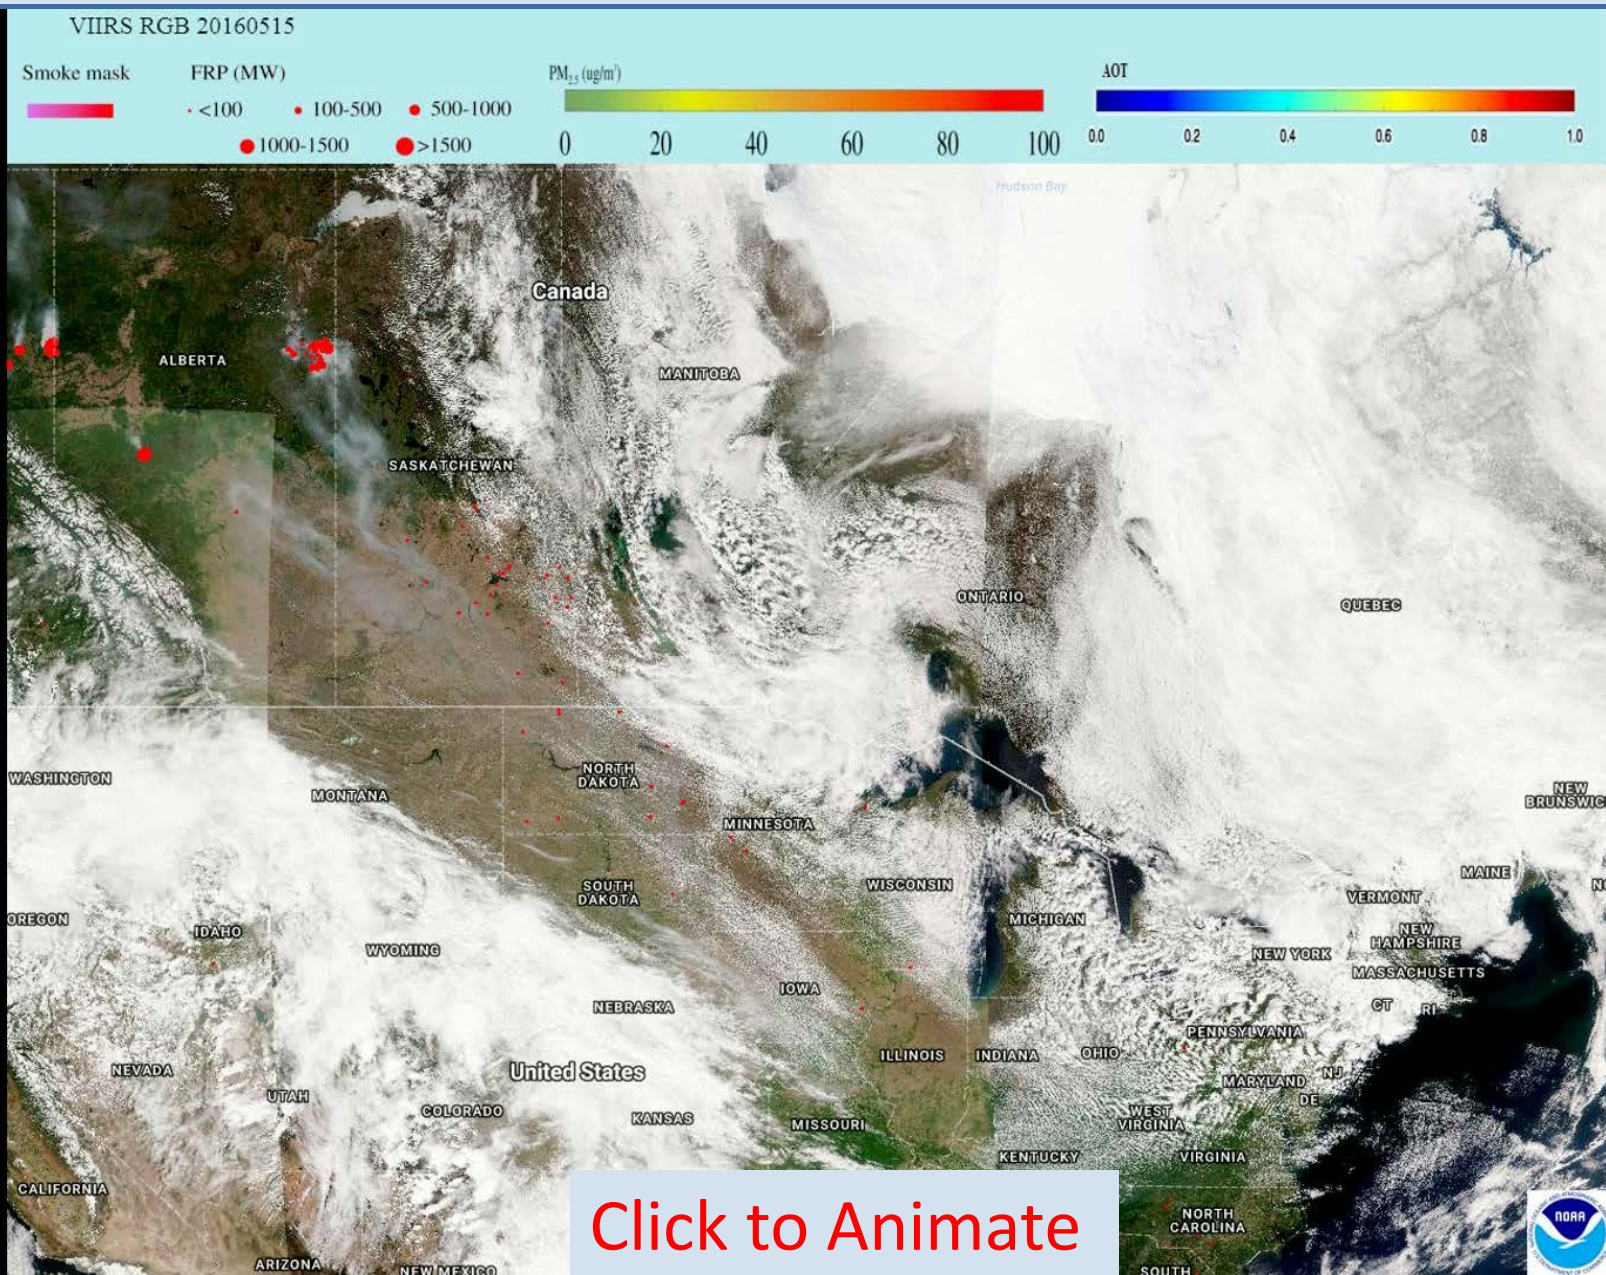 VIIRS RGB 20160515
Smoke mask
FRP (MW)
<100
100-500
500-1000
1000-1500
>1500
PM2.5 (ug/m³)
0 20 40 60 80 100
AOT
0.0 0.2 0.4 0.6 0.8 1.0
Hudson Bay
Canada
ALBERTA
MANITOBA
SASKATCHEWAN
ONTARIO
QUEBEC
WASHINGTON
MONTANA
NORTH
DAKOTA
MINNESOTA
NEW
BRUNSWIC
OREGON
IDAHO
WYOMING
SOUTH
DAKOTA
WISCONSIN
MICHIGAN
MAINE
VERMONT
NEW
HAMPSHIRE
NEW YORK
MASSACHUSETTS
CT
RI
NEBRASKA
IOWA
NEVADA
UTAH
United States
COLORADO
KANSAS
MISSOURI
ILLINOIS
INDIANA
OHIO
PENNSYLVANIA
MARYLAND
NJ
DE
WEST
VIRGINIA
KENTUCKY
VIRGINIA
CALIFORNIA
ARIZONA
NEW MEXICO
NORTH
CAROLINA
SOUTH
Click to Animate
NOAA